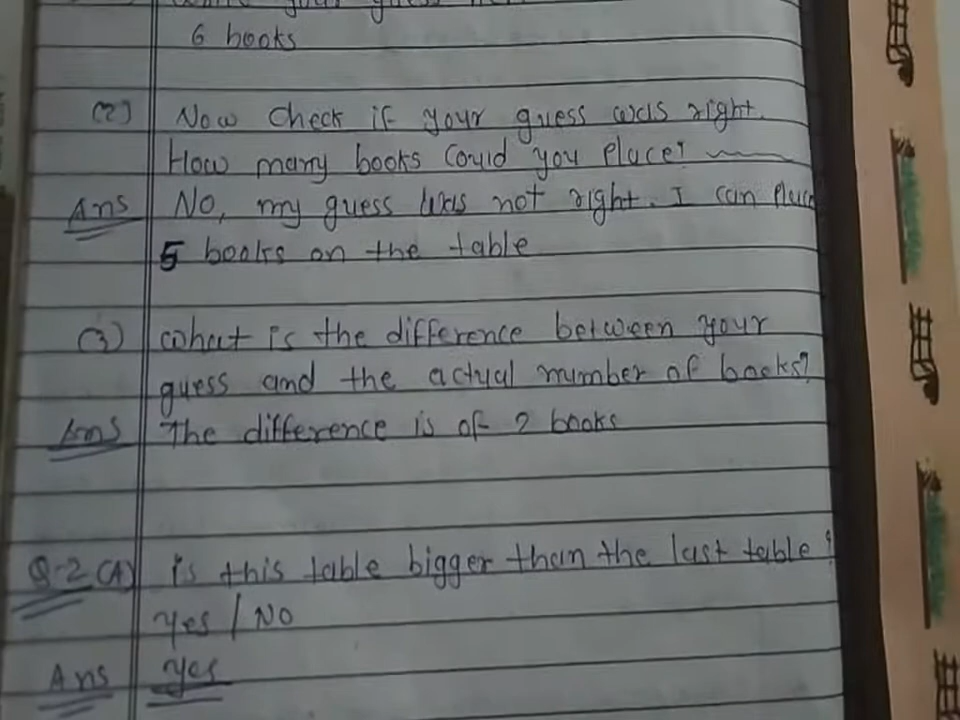 6 books
(2) Now check if your guess was right.
How many books could you place?
Ans No, my guess was not right. I can place
5 books on the table
(3) what is the difference between your
guess and the actual number of books?
Ans The difference is of 2 books
Q-2 (A) is this table bigger than the last table?
Yes / No
Ans yes